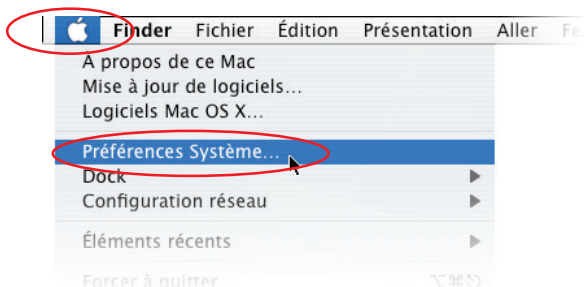 Finder Fichier Édition Présentation Aller Fe
À propos de ce Mac
Mise à jour de logiciels...
Logiciels Mac OS X...
Préférences Système...
Dock
Configuration réseau
Éléments récents
Forcer à quitter...